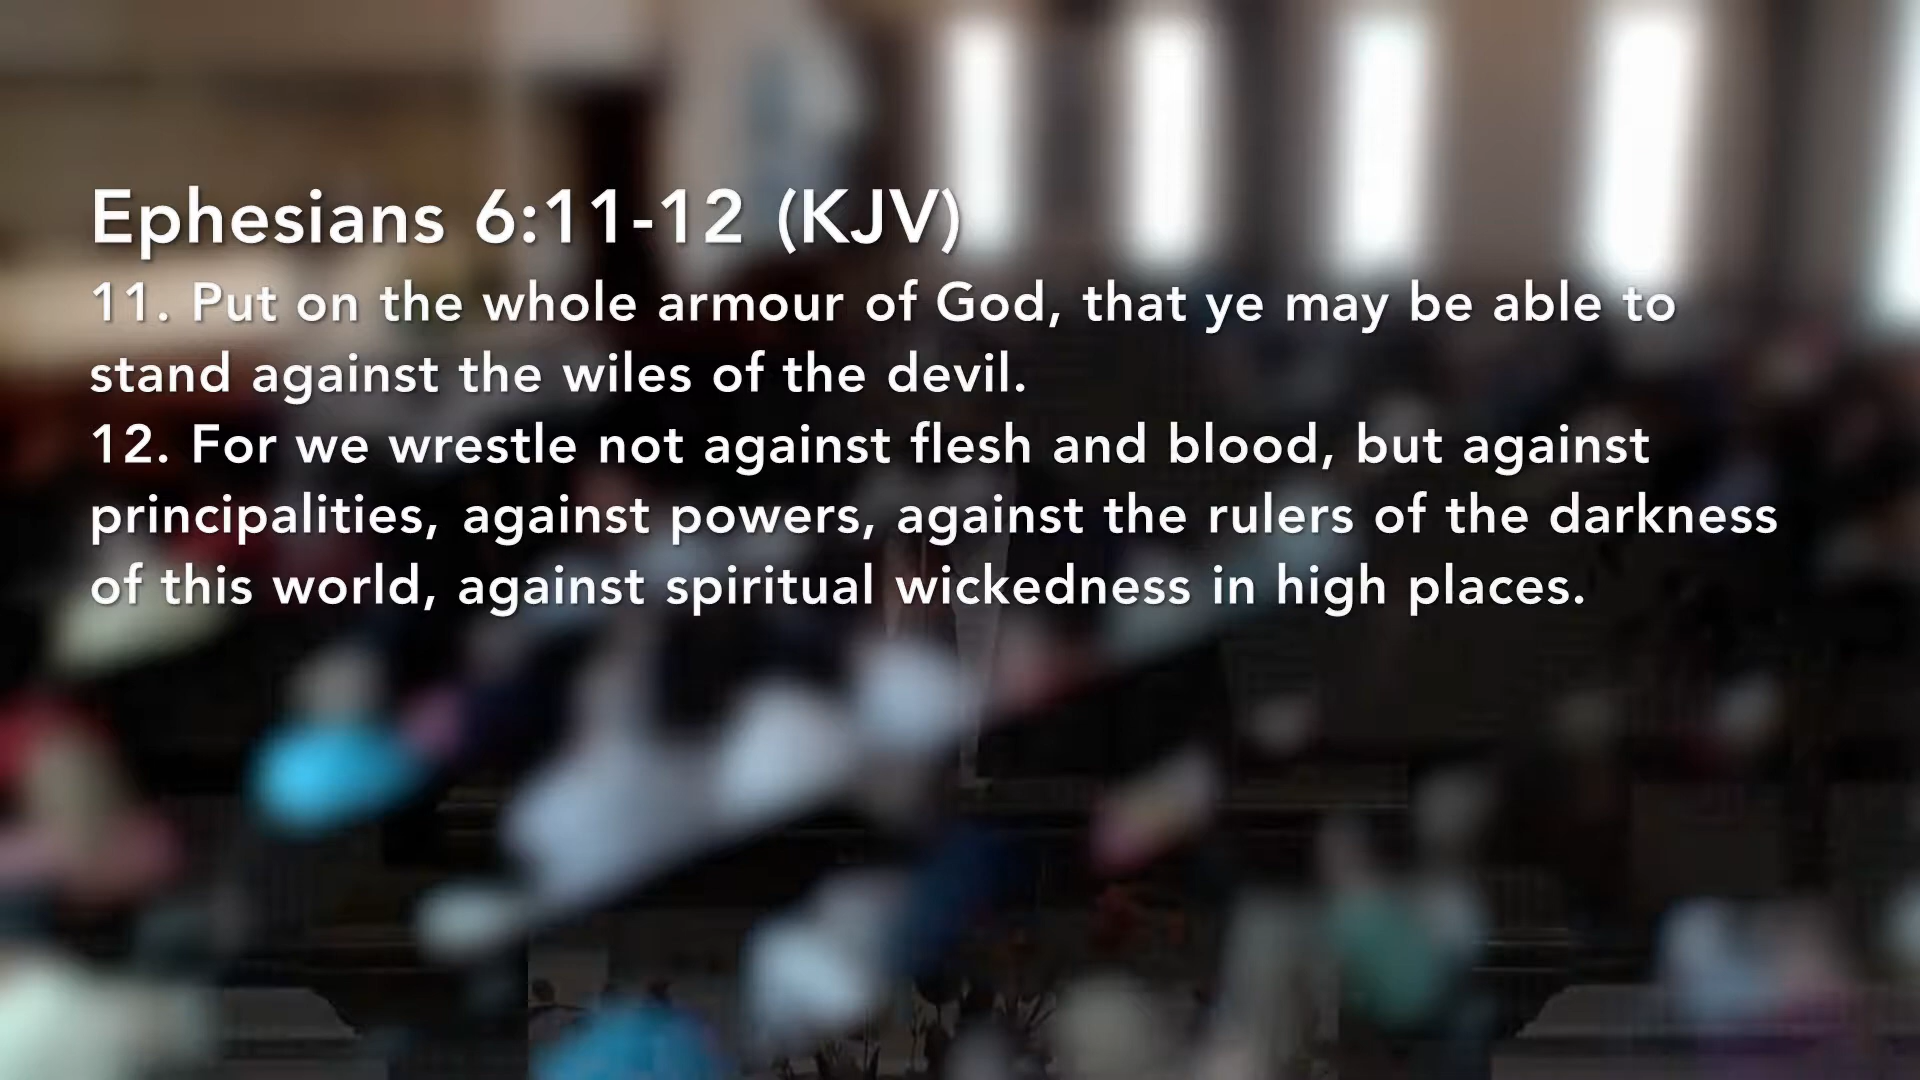 Ephesians 6:11-12 (KJV)
11. Put on the whole armour of God, that ye may be able to
stand against the wiles of the devil.
12. For we wrestle not against flesh and blood, but against
principalities, against powers, against the rulers of the darkness
of this world, against spiritual wickedness in high places.